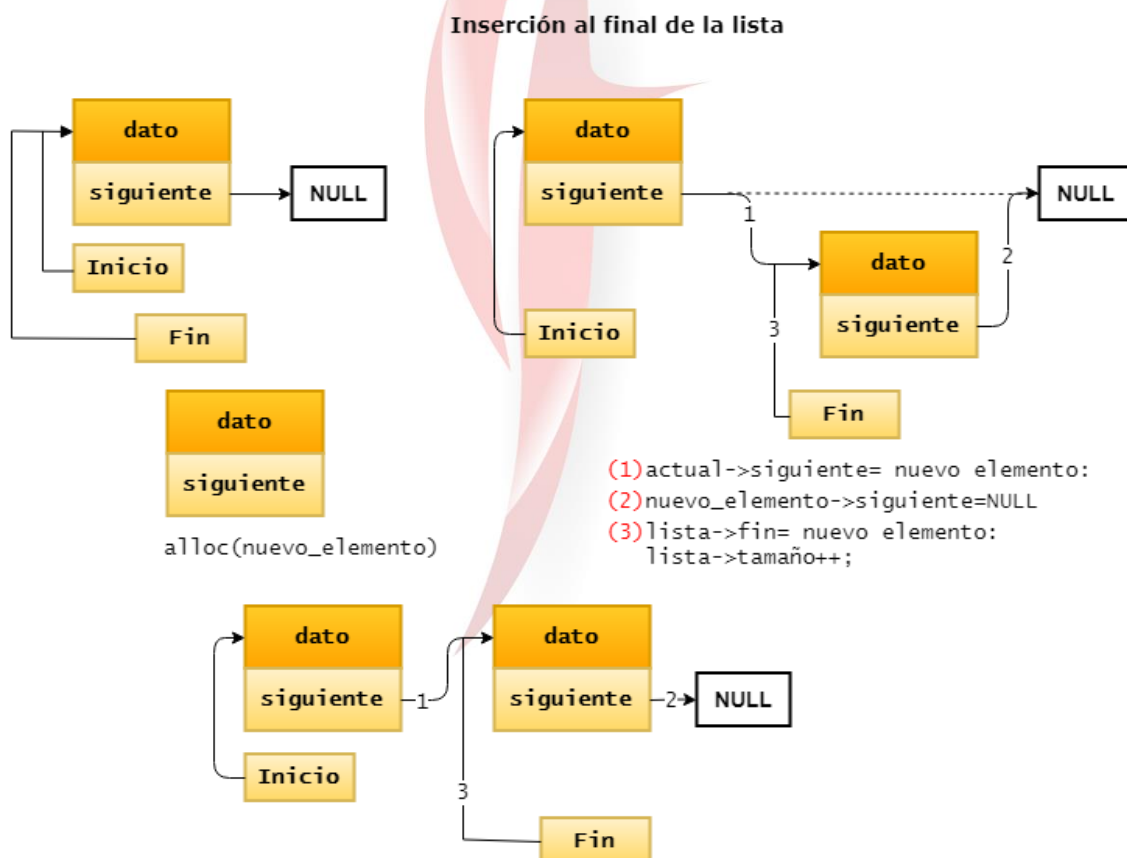 Inserción al final de la lista
dato
siguiente
NULL
Inicio
Fin
dato
siguiente
alloc(nuevo_elemento)
dato
siguiente
1
NULL
2
dato
siguiente
3
Inicio
Fin
(1)actual->siguiente= nuevo elemento:
(2)nuevo_elemento->siguiente=NULL
(3)lista->fin= nuevo elemento:
lista->tamaño++;
dato
siguiente
1
dato
siguiente
2
NULL
Inicio
3
Fin